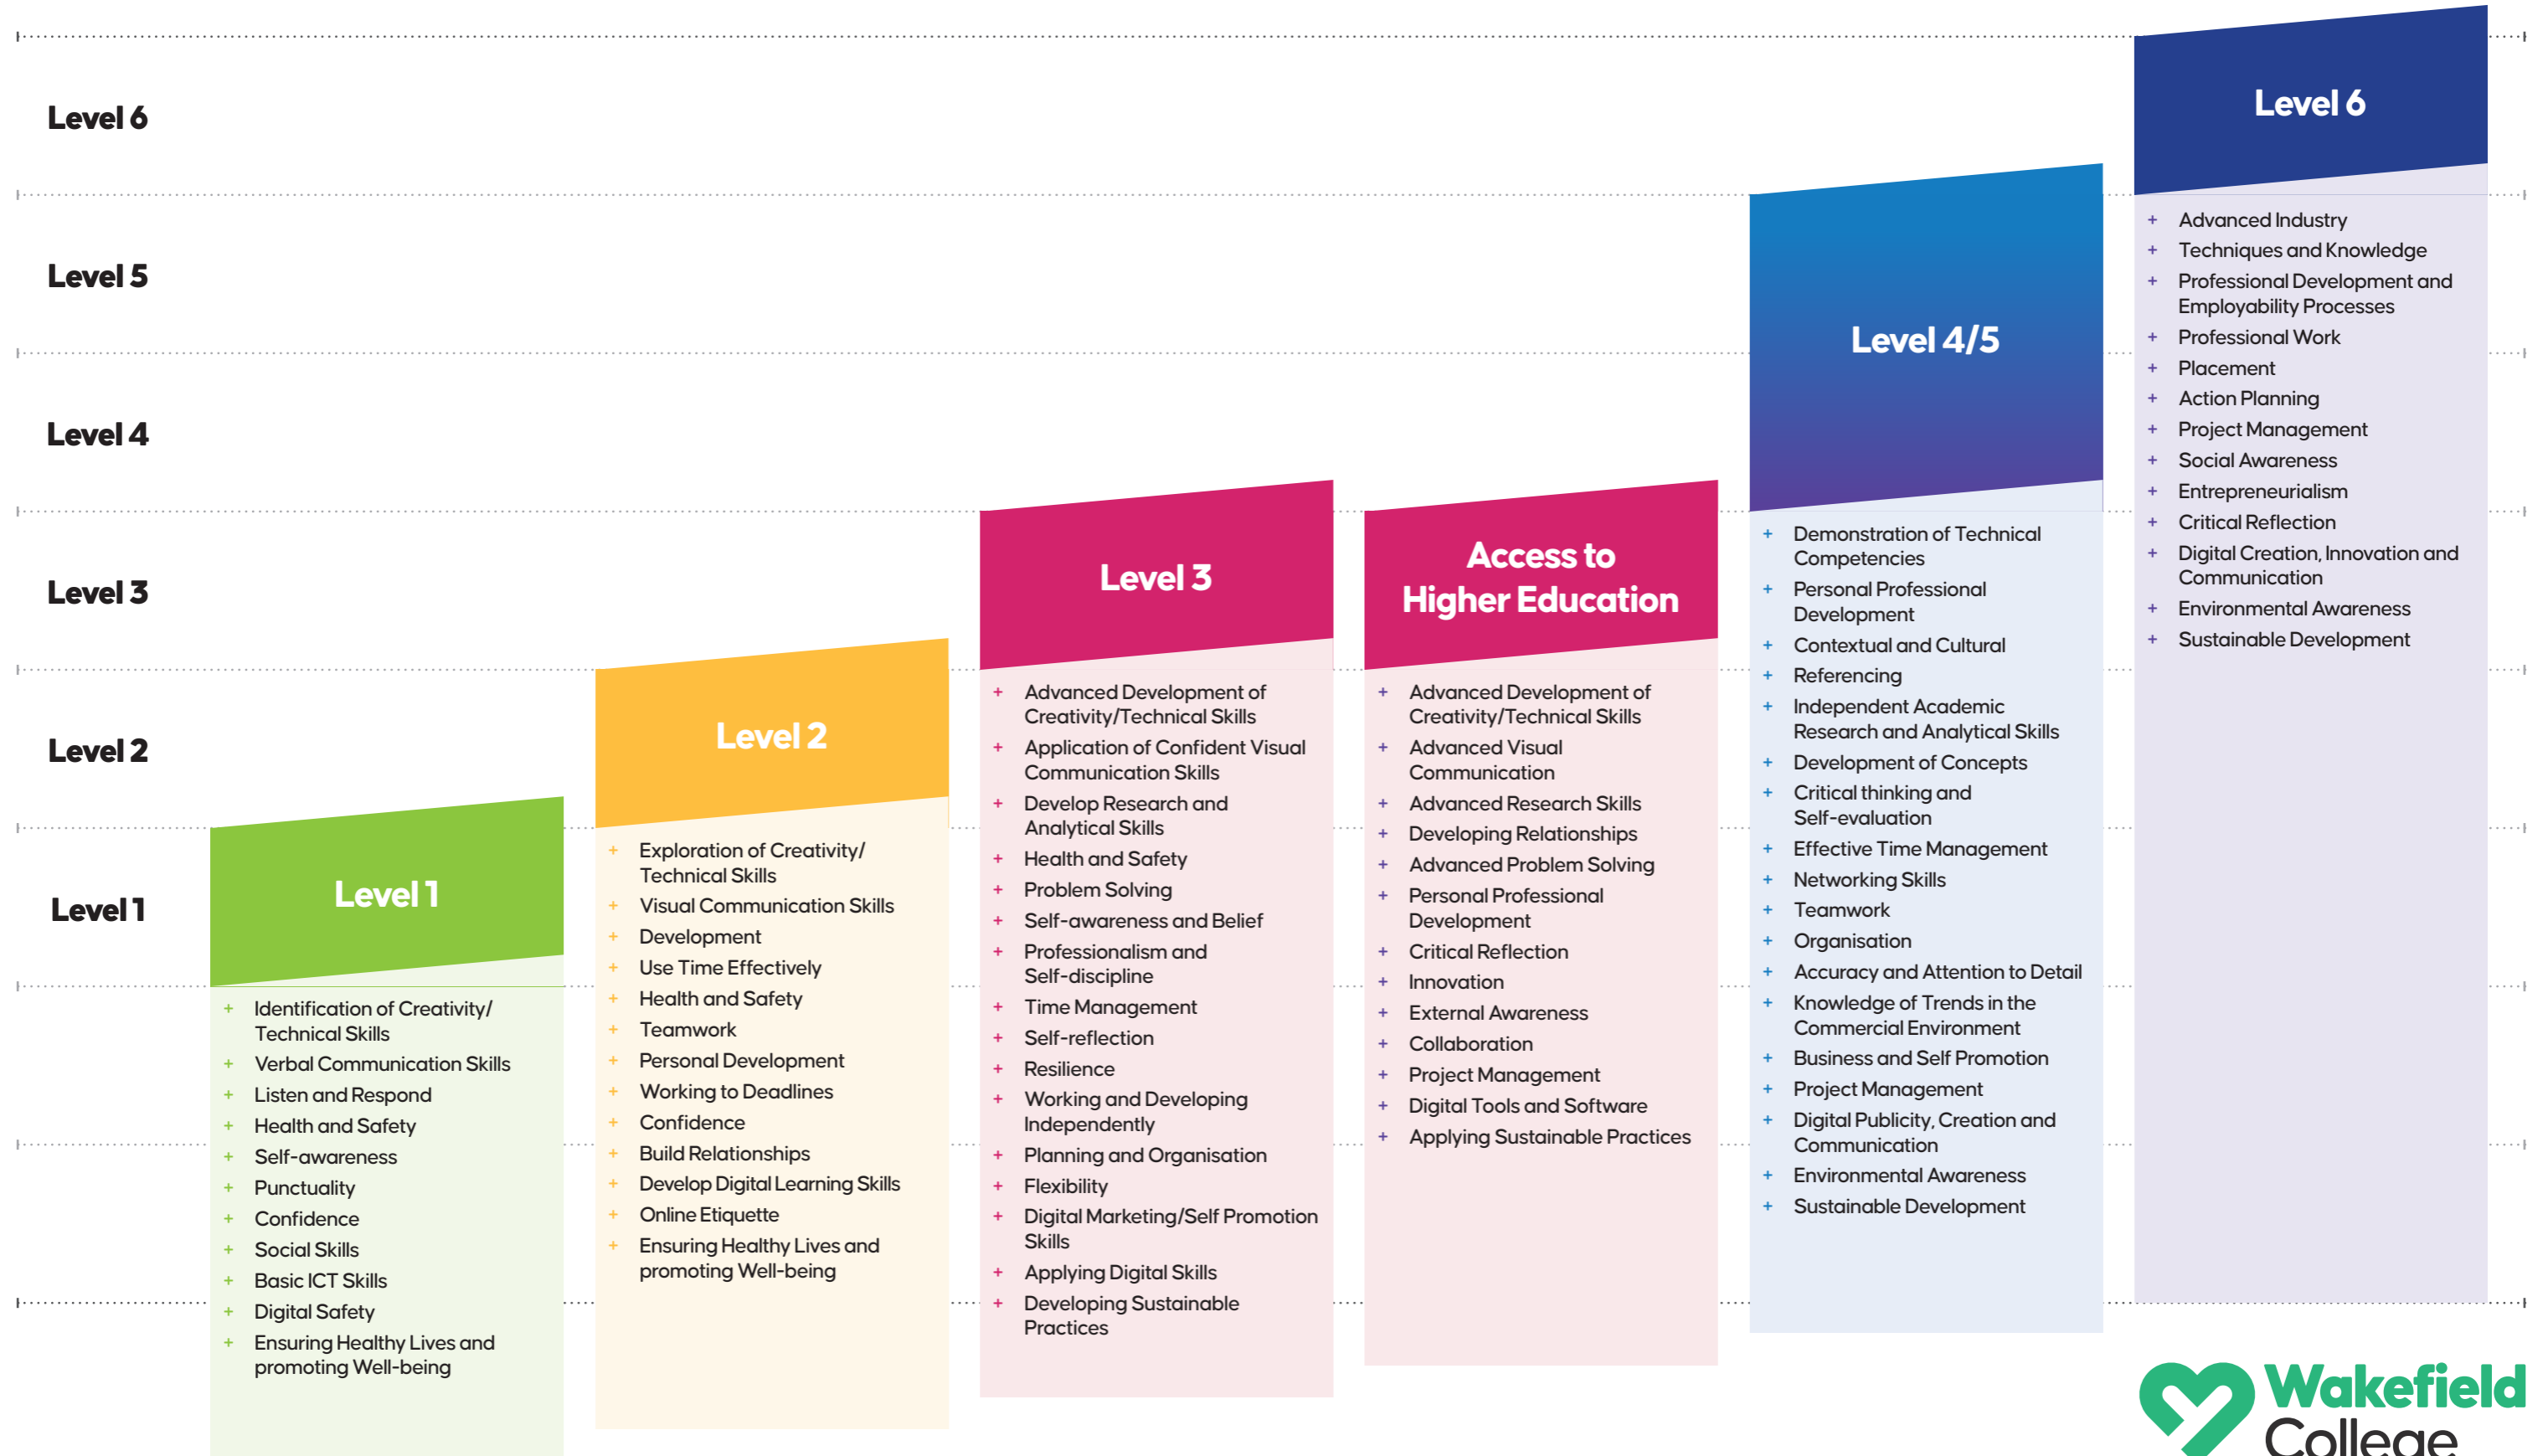 Level 6
Level 5
Level 4
Level 3
Level 2
Level 1
Level 1
Identification of Creativity/
Technical Skills
Verbal Communication Skills
Listen and Respond
Health and Safety
Self-awareness
Punctuality
Confidence
Social Skills
Basic ICT Skills
Digital Safety
Ensuring Healthy Lives and
promoting Well-being
Level 2
Exploration of Creativity/
Technical Skills
Visual Communication Skills
Development
Use Time Effectively
Health and Safety
Teamwork
Personal Development
Working to Deadlines
Confidence
Build Relationships
Develop Digital Learning Skills
Online Etiquette
Ensuring Healthy Lives and
promoting Well-being
Level 3
Advanced Development of
Creativity/Technical Skills
Application of Confident Visual
Communication Skills
Develop Research and
Analytical Skills
Health and Safety
Problem Solving
Self-awareness and Belief
Professionalism and
Self-discipline
Time Management
Self-reflection
Resilience
Working and Developing
Independently
Planning and Organisation
Flexibility
Digital Marketing/Self Promotion
Skills
Applying Digital Skills
Developing Sustainable
Practices
Access to
Higher Education
Advanced Development of
Creativity/Technical Skills
Advanced Visual
Communication
Advanced Research Skills
Developing Relationships
Advanced Problem Solving
Personal Professional
Development
Critical Reflection
Innovation
External Awareness
Collaboration
Project Management
Digital Tools and Software
Applying Sustainable Practices
Level 4/5
Demonstration of Technical
Competencies
Personal Professional
Development
Contextual and Cultural
Referencing
Independent Academic
Research and Analytical Skills
Development of Concepts
Critical thinking and
Self-evaluation
Effective Time Management
Networking Skills
Teamwork
Organisation
Accuracy and Attention to Detail
Knowledge of Trends in the
Commercial Environment
Business and Self Promotion
Project Management
Digital Publicity, Creation and
Communication
Environmental Awareness
Sustainable Development
Level 6
Advanced Industry
Techniques and Knowledge
Professional Development and
Employability Processes
Professional Work
Placement
Action Planning
Project Management
Social Awareness
Entrepreneurialism
Critical Reflection
Digital Creation, Innovation and
Communication
Environmental Awareness
Sustainable Development
Wakefield
College